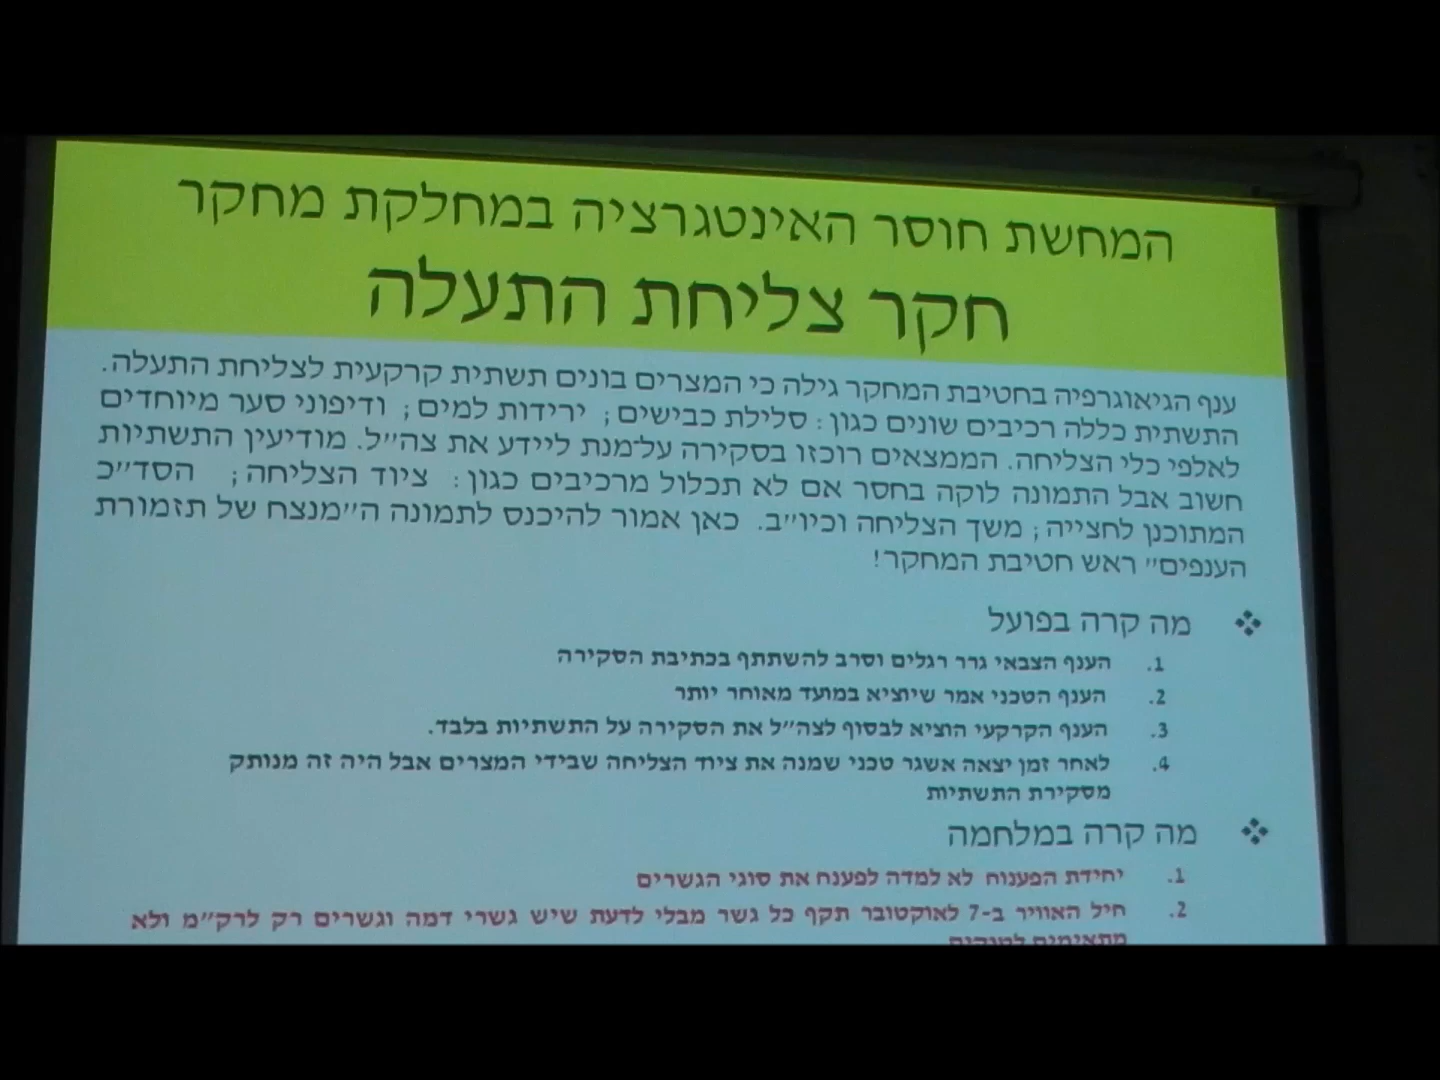 המחשת חוסר האינטגרציה במחלקת מחקר
חקר צליחת התעלה
ענף הגיאוגרפיה בחטיבת המחקר גילה כי המצרים בונים תשתית קרקעית לצליחת התעלה.
התשתית כללה רכיבים שונים כגון: סלילת כבישים; ירידות למים; ודיפוני סער מיוחדים
לאלפי כלי הצליחה. הממצאים רוכזו בסקירה על־מנת ליידע את צה״ל. מודיעין התשתיות
חשוב אבל התמונה לוקה בחסר אם לא תכלול מרכיבים כגון: ציוד הצליחה; הסד״כ
המתוכנן לחצייה; משך הצליחה וכיו״ב. כאן אמור להיכנס לתמונה ה״מנצח של תזמורת
הענפים״ ראש חטיבת המחקר!
❖ מה קרה בפועל
1. הענף הצבאי גרר רגלים וסרב להשתתף בכתיבת הסקירה
2. הענף הטכני אמר שיוציא במועד מאוחר יותר
3. הענף הקרקעי הוציא לבסוף לצה״ל את הסקירה על התשתיות בלבד.
4. לאחר זמן יצאה אשגר טכני שמנה את ציוד הצליחה שבידי המצרים אבל היה זה מנותק
מסקירת התשתיות
❖ מה קרה במלחמה
1. יחידת הפענוח לא למדה לפענח את סוגי הגשרים
2. חיל האוויר ב-7 לאוקטובר תקף כל גשר מבלי לדעת שיש גשרי דמה וגשרים רק לרק״מ ולא
מתאימים לטנקים